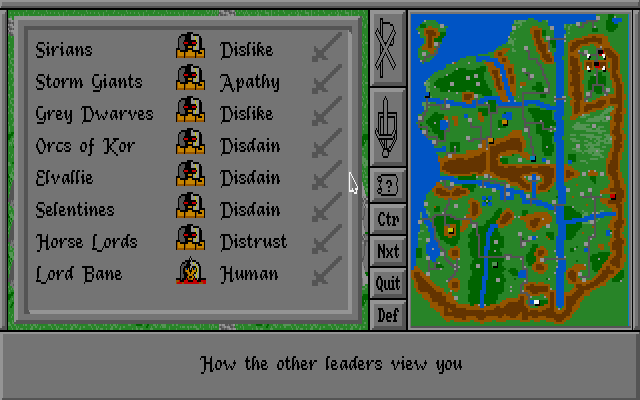 Sirians Dislike
Storm Giants Apathy
Grey Dwarves Dislike
Orcs of Kor Disdain
Elvallie Disdain
Selentines Disdain
Horse Lords Distrust
Lord Bane Human
?
Ctr
Nxt
Quit
Def
How the other leaders view you